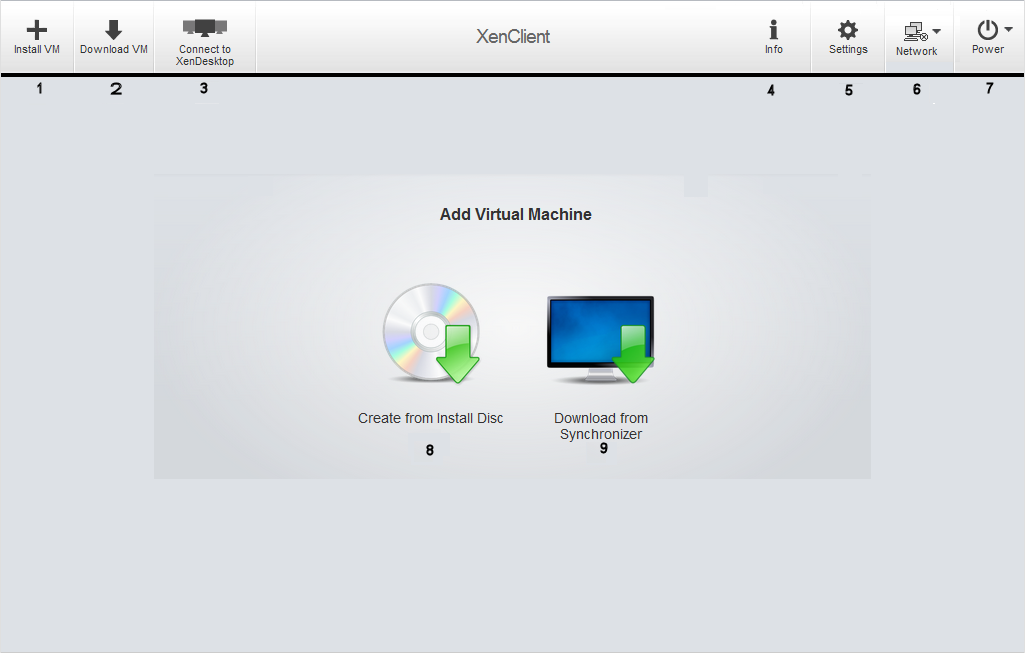 XenClient
Install VM
Download VM
Connect to
XenDesktop
Info
Settings
Network
Power
1
2
3
4
5
6
7
Add Virtual Machine
Create from Install Disc
Download from
Synchronizer
8
9